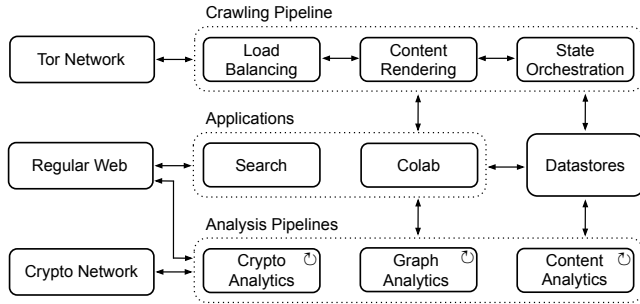 Crawling Pipeline
Tor Network
Load
Balancing
Content
Rendering
State
Orchestration
Applications
Regular Web
Search
Colab
Datastores
Analysis Pipelines
Crypto Network
Crypto
Analytics
Graph
Analytics
Content
Analytics